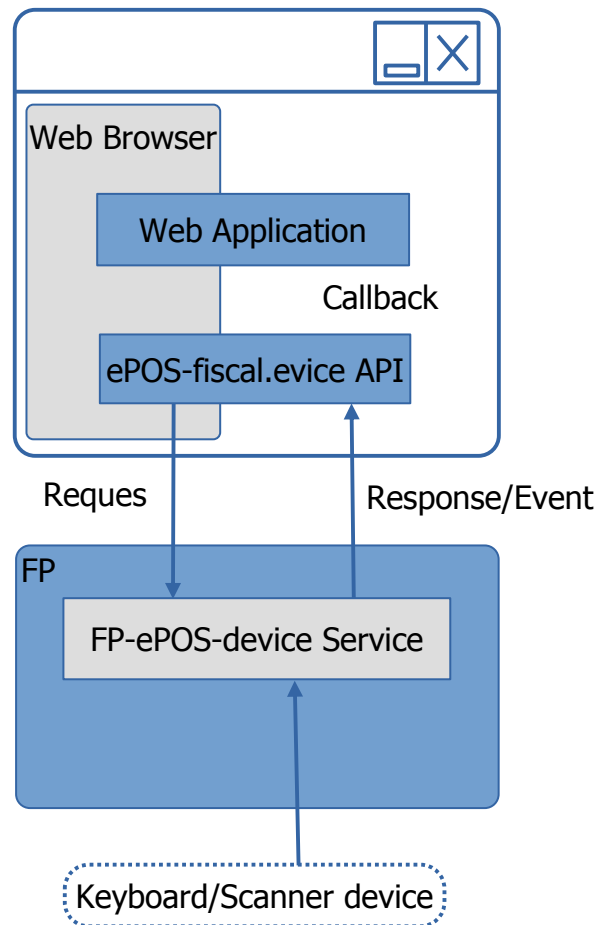 Web Browser
Web Application
Callback
ePOS-fiscal.evice API
Reques
Response/Event
FP
FP-ePOS-device Service
Keyboard/Scanner device